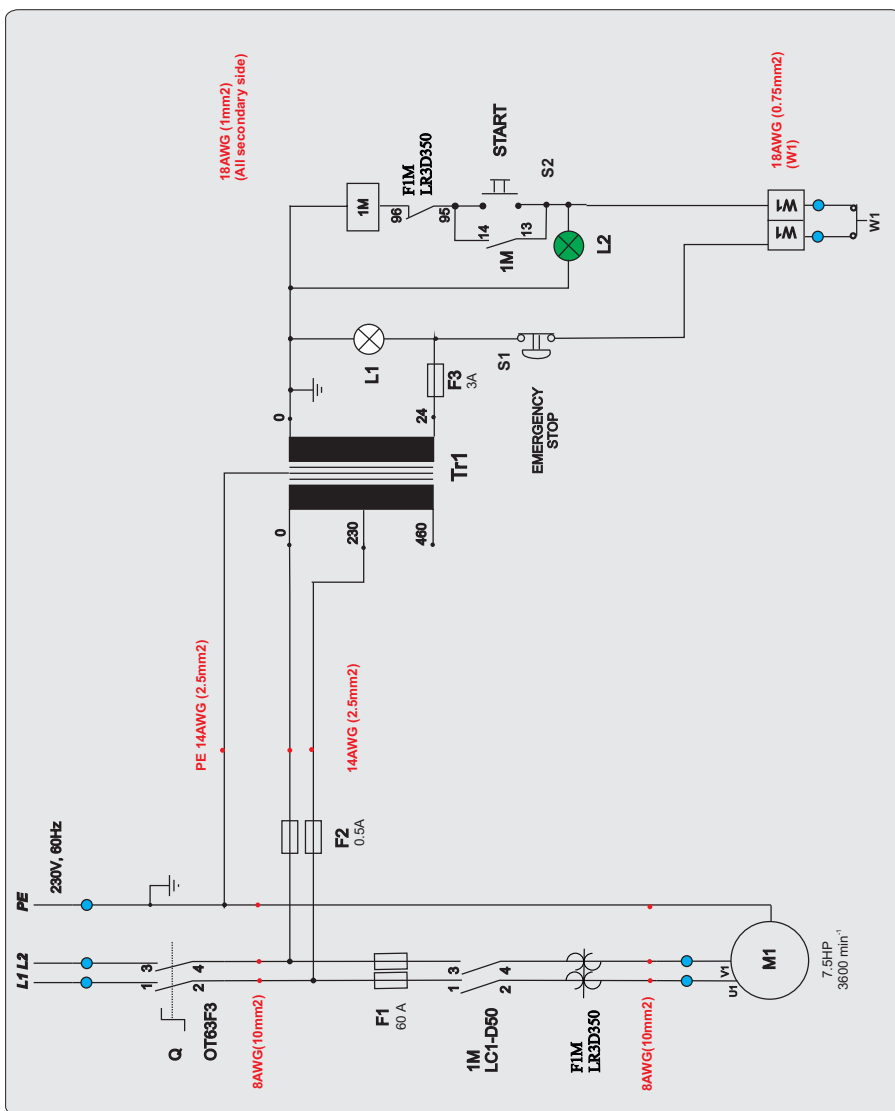 L1 L2
PE
230V, 60Hz
1
3
2
4
Q
OT63F3
8AWG(10mm2)
F1
60 A
1
3
2
4
1M
LC1-D50
F1M
LR3D350
8AWG(10mm2)
U1
V1
M1
7.5HP
3600 min⁻¹
F2
0.5A
PE 14AWG (2.5mm2)
14AWG (2.5mm2)
0
230
460
Tr1
0
24
F3
3A
L1
S1
EMERGENCY
STOP
18AWG (1mm2)
(All secondary side)
1M
96
95
F1M
LR3D350
14
13
1M
START
S2
L2
18AWG (0.75mm2)
(W1)
W1
W1
W1